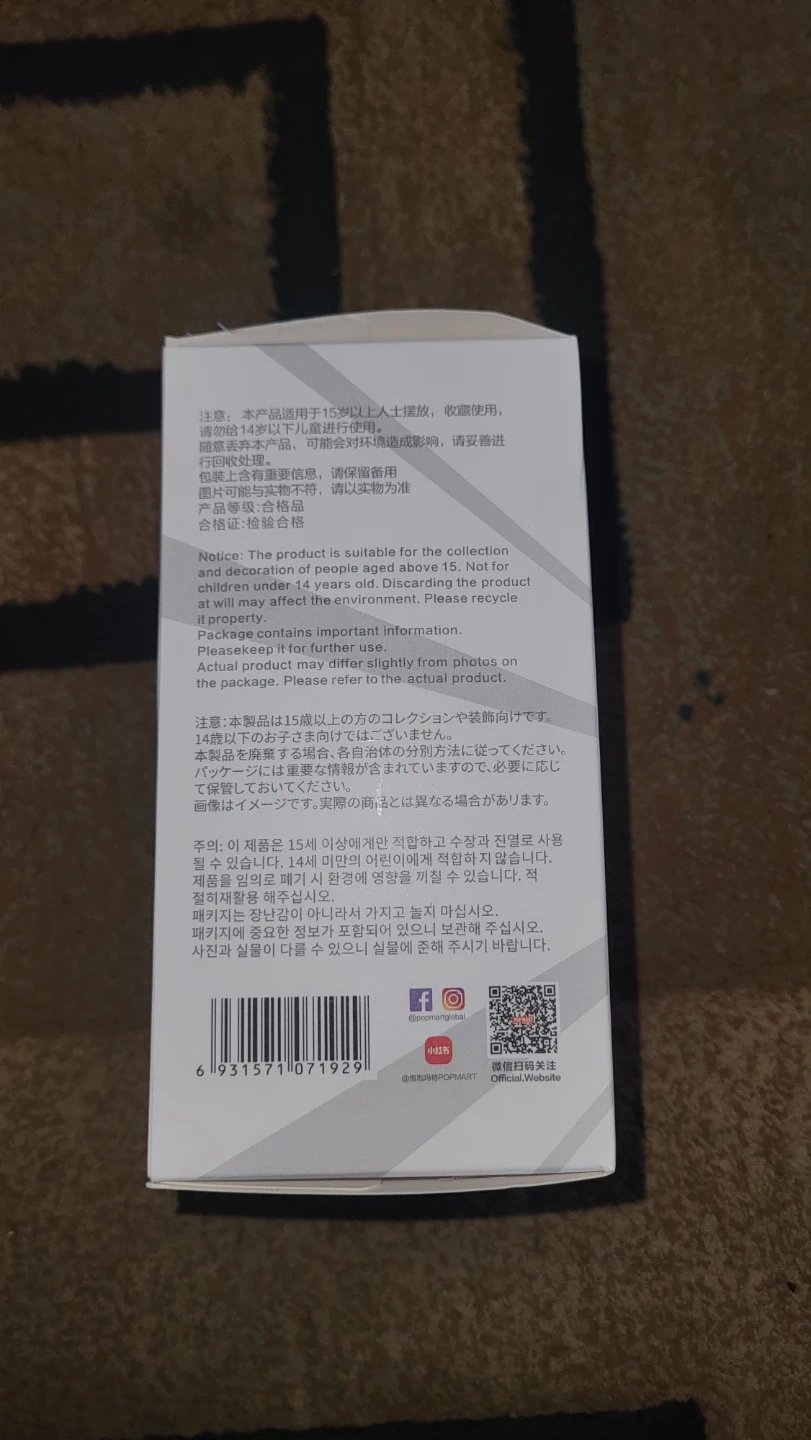 注意： 本产品适用于15岁以上人士摆放，收藏使用，
请勿给14岁以下儿童进行使用。
随意丢弃本产品，可能会对环境造成影响，请妥善进
行回收处理。
包装上含有重要信息，请保留备用
图片可能与实物不符，请以实物为准
产品等级:合格品
合格证:检验合格
Notice: The product is suitable for the collection
and decoration of people aged above 15. Not for
children under 14 years old. Discarding the product
at will may affect the environment. Please recycle
it property.
Package contains important information.
Pleasekeep it for further use.
Actual product may differ slightly from photos on
the package. Please refer to the actual product.
注意:本製品は15歳以上の方のコレクションや装飾向けです。
14歳以下のお子さま向けではございません。
本製品を廃棄する場合、各自治体の分別方法に従ってください。
パッケージには重要な情報が含まれていますので、必要に応じ
て保管しておいてください。
画像はイメージです。実際の商品とは異なる場合があります。
주의: 이 제품은 15세 이상에게만 적합하고 수장과 진열로 사용
될 수 있습니다. 14세 미만의 어린이에게 적합하지 않습니다.
제품을 임의로 폐기 시 환경에 영향을 끼칠 수 있습니다. 적
절히재활용 해주십시오.
패키지는 장난감이 아니라서 가지고 놀지 마십시오.
패키지에 중요한 정보가 포함되어 있으니 보관해 주십시오.
사진과 실물이 다를 수 있으니 실물에 준해 주시기 바랍니다.
6 931571 071929
@popmartglobal
小红书
@泡泡玛特POPMART
POP MART
微信扫码关注
Official.Website